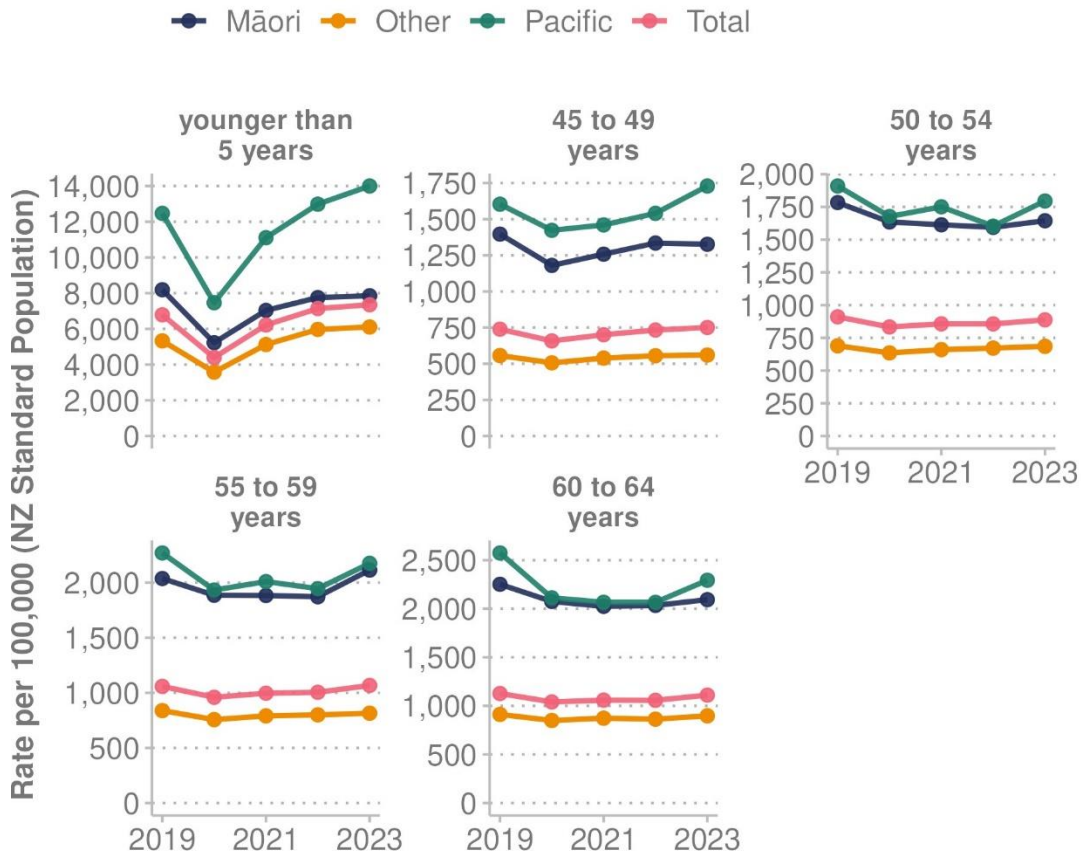 Māori Other Pacific Total
Rate per 100,000 (NZ Standard Population)
younger than
5 years
14,000
12,000
10,000
8,000
6,000
4,000
2,000
0
45 to 49
years
1,750
1,500
1,250
1,000
750
500
250
0
50 to 54
years
2,000
1,750
1,500
1,250
1,000
750
500
250
0
2019 2021 2023
55 to 59
years
2,000
1,500
1,000
500
0
2019 2021 2023
60 to 64
years
2,500
2,000
1,500
1,000
500
0
2019 2021 2023